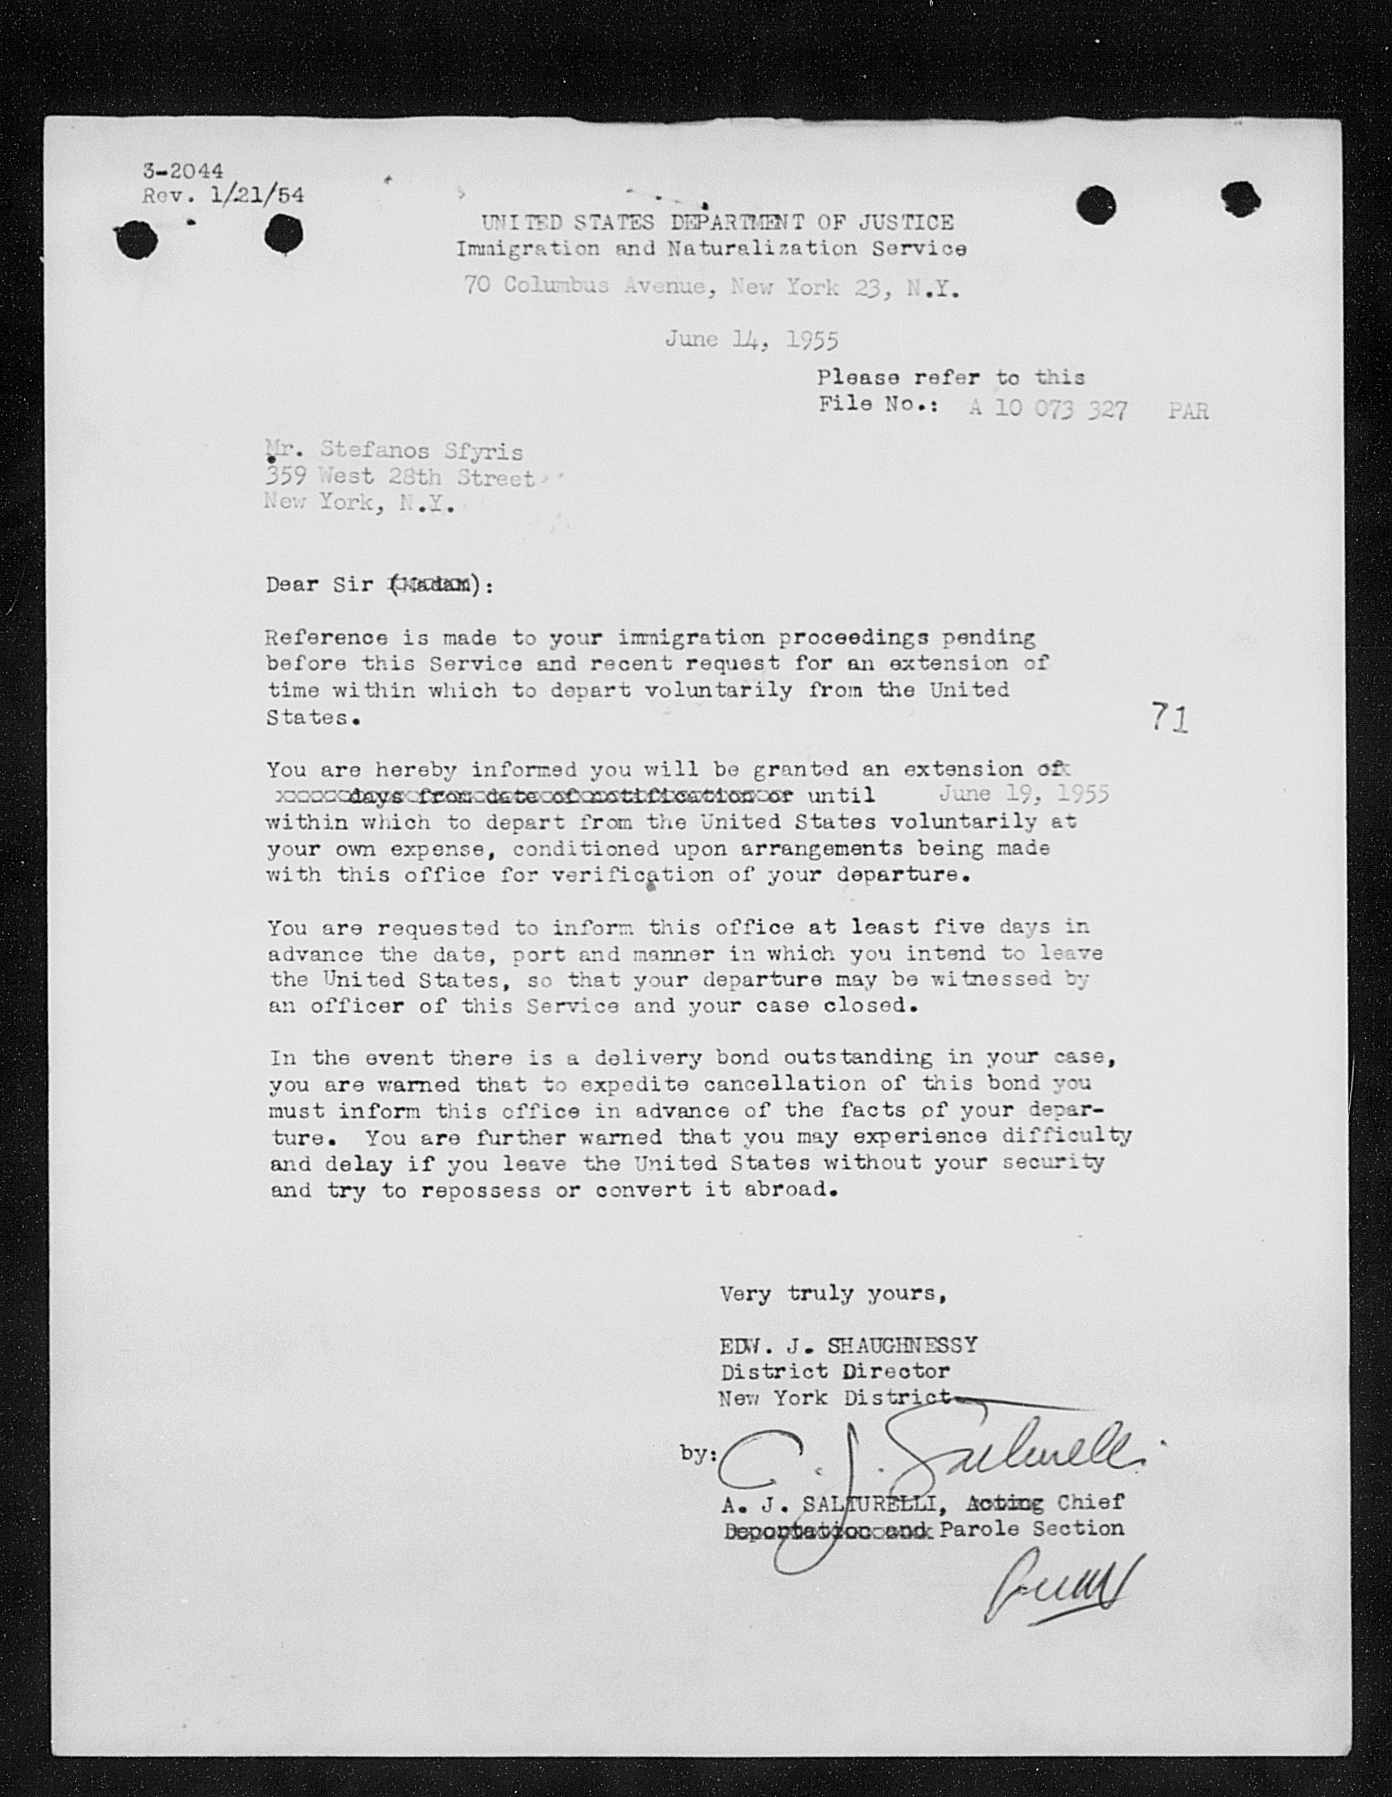 3-2044
Rev. 1/21/54
UNITED STATES DEPARTMENT OF JUSTICE
Immigration and Naturalization Service
70 Columbus Avenue, New York 23, N.Y.
June 14, 1955
Please refer to this
File No.: A 10 073 327 PAR
Mr. Stefanos Sfyris
359 West 28th Street
New York, N.Y.
Dear Sir (Madam):
Reference is made to your immigration proceedings pending
before this Service and recent request for an extension of
time within which to depart voluntarily from the United
States.
71
You are hereby informed you will be granted an extension of
days from date of notification or until June 19, 1955
within which to depart from the United States voluntarily at
your own expense, conditioned upon arrangements being made
with this office for verification of your departure.
You are requested to inform this office at least five days in
advance the date, port and manner in which you intend to leave
the United States, so that your departure may be witnessed by
an officer of this Service and your case closed.
In the event there is a delivery bond outstanding in your case,
you are warned that to expedite cancellation of this bond you
must inform this office in advance of the facts of your depar-
ture. You are further warned that you may experience difficulty
and delay if you leave the United States without your security
and try to repossess or convert it abroad.
Very truly yours,
EDW. J. SHAUGHNESSY
District Director
New York District
by: A. J. Salturelli
A. J. SALTURELLI, Acting Chief
Deportation and Parole Section